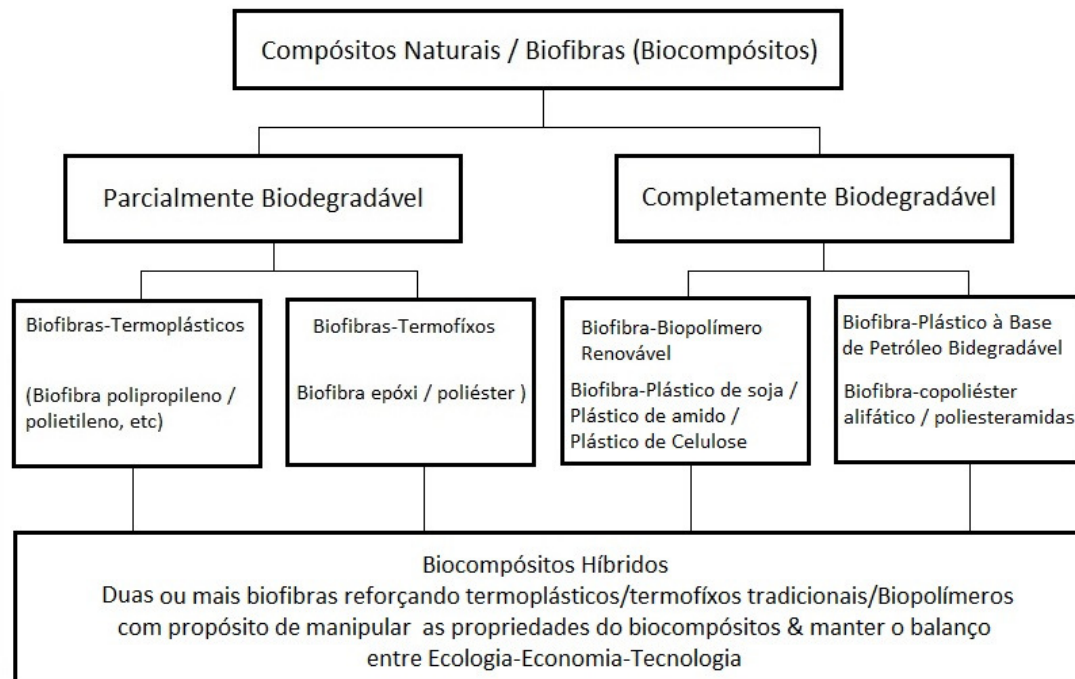 Compósitos Naturais / Biofibras (Biocompósitos)
Parcialmente Biodegradável
Completamente Biodegradável
Biofibras-Termoplásticos
(Biofibra polipropileno /
polietileno, etc)
Biofibras-Termofíxos
Biofibra epóxi / poliéster )
Biofibra-Biopolímero
Renovável
Biofibra-Plástico de soja /
Plástico de amido /
Plástico de Celulose
Biofibra-Plástico à Base
de Petróleo Bidegradável
Biofibra-copoliéster
alifático / poliesteramidas
Biocompósitos Híbridos
Duas ou mais biofibras reforçando termoplásticos/termofíxos tradicionais/Biopolímeros
com propósito de manipular as propriedades do biocompósitos & manter o balanço
entre Ecologia-Economia-Tecnologia